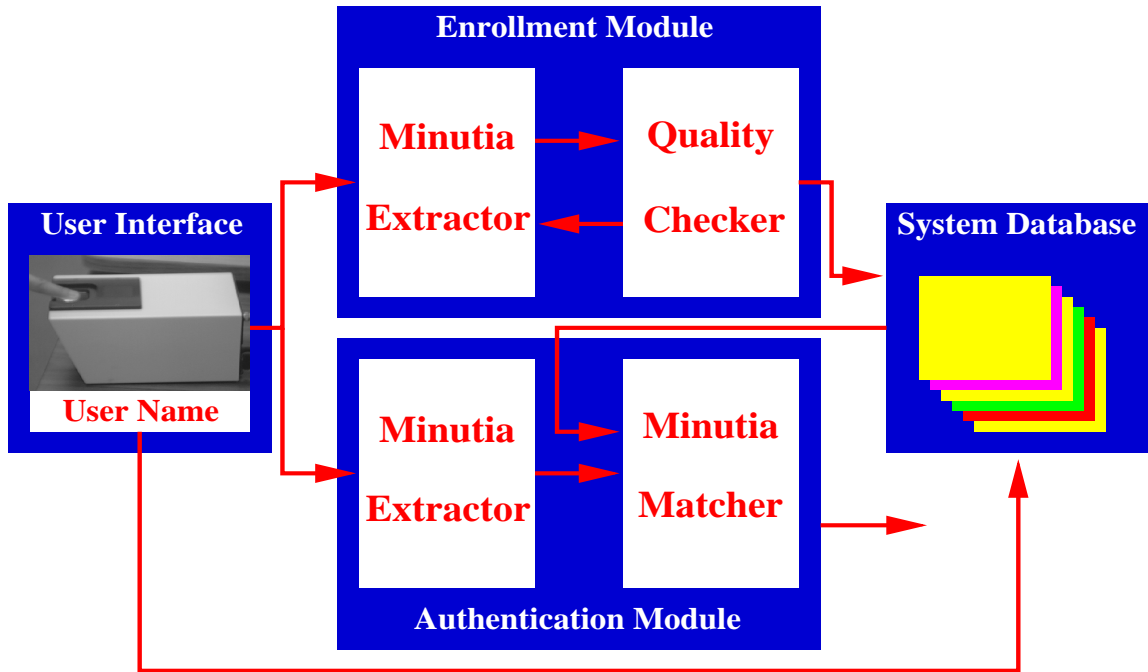 Enrollment Module
Minutia
Extractor
Quality
Checker
User Interface
User Name
System Database
Minutia
Extractor
Minutia
Matcher
Authentication Module